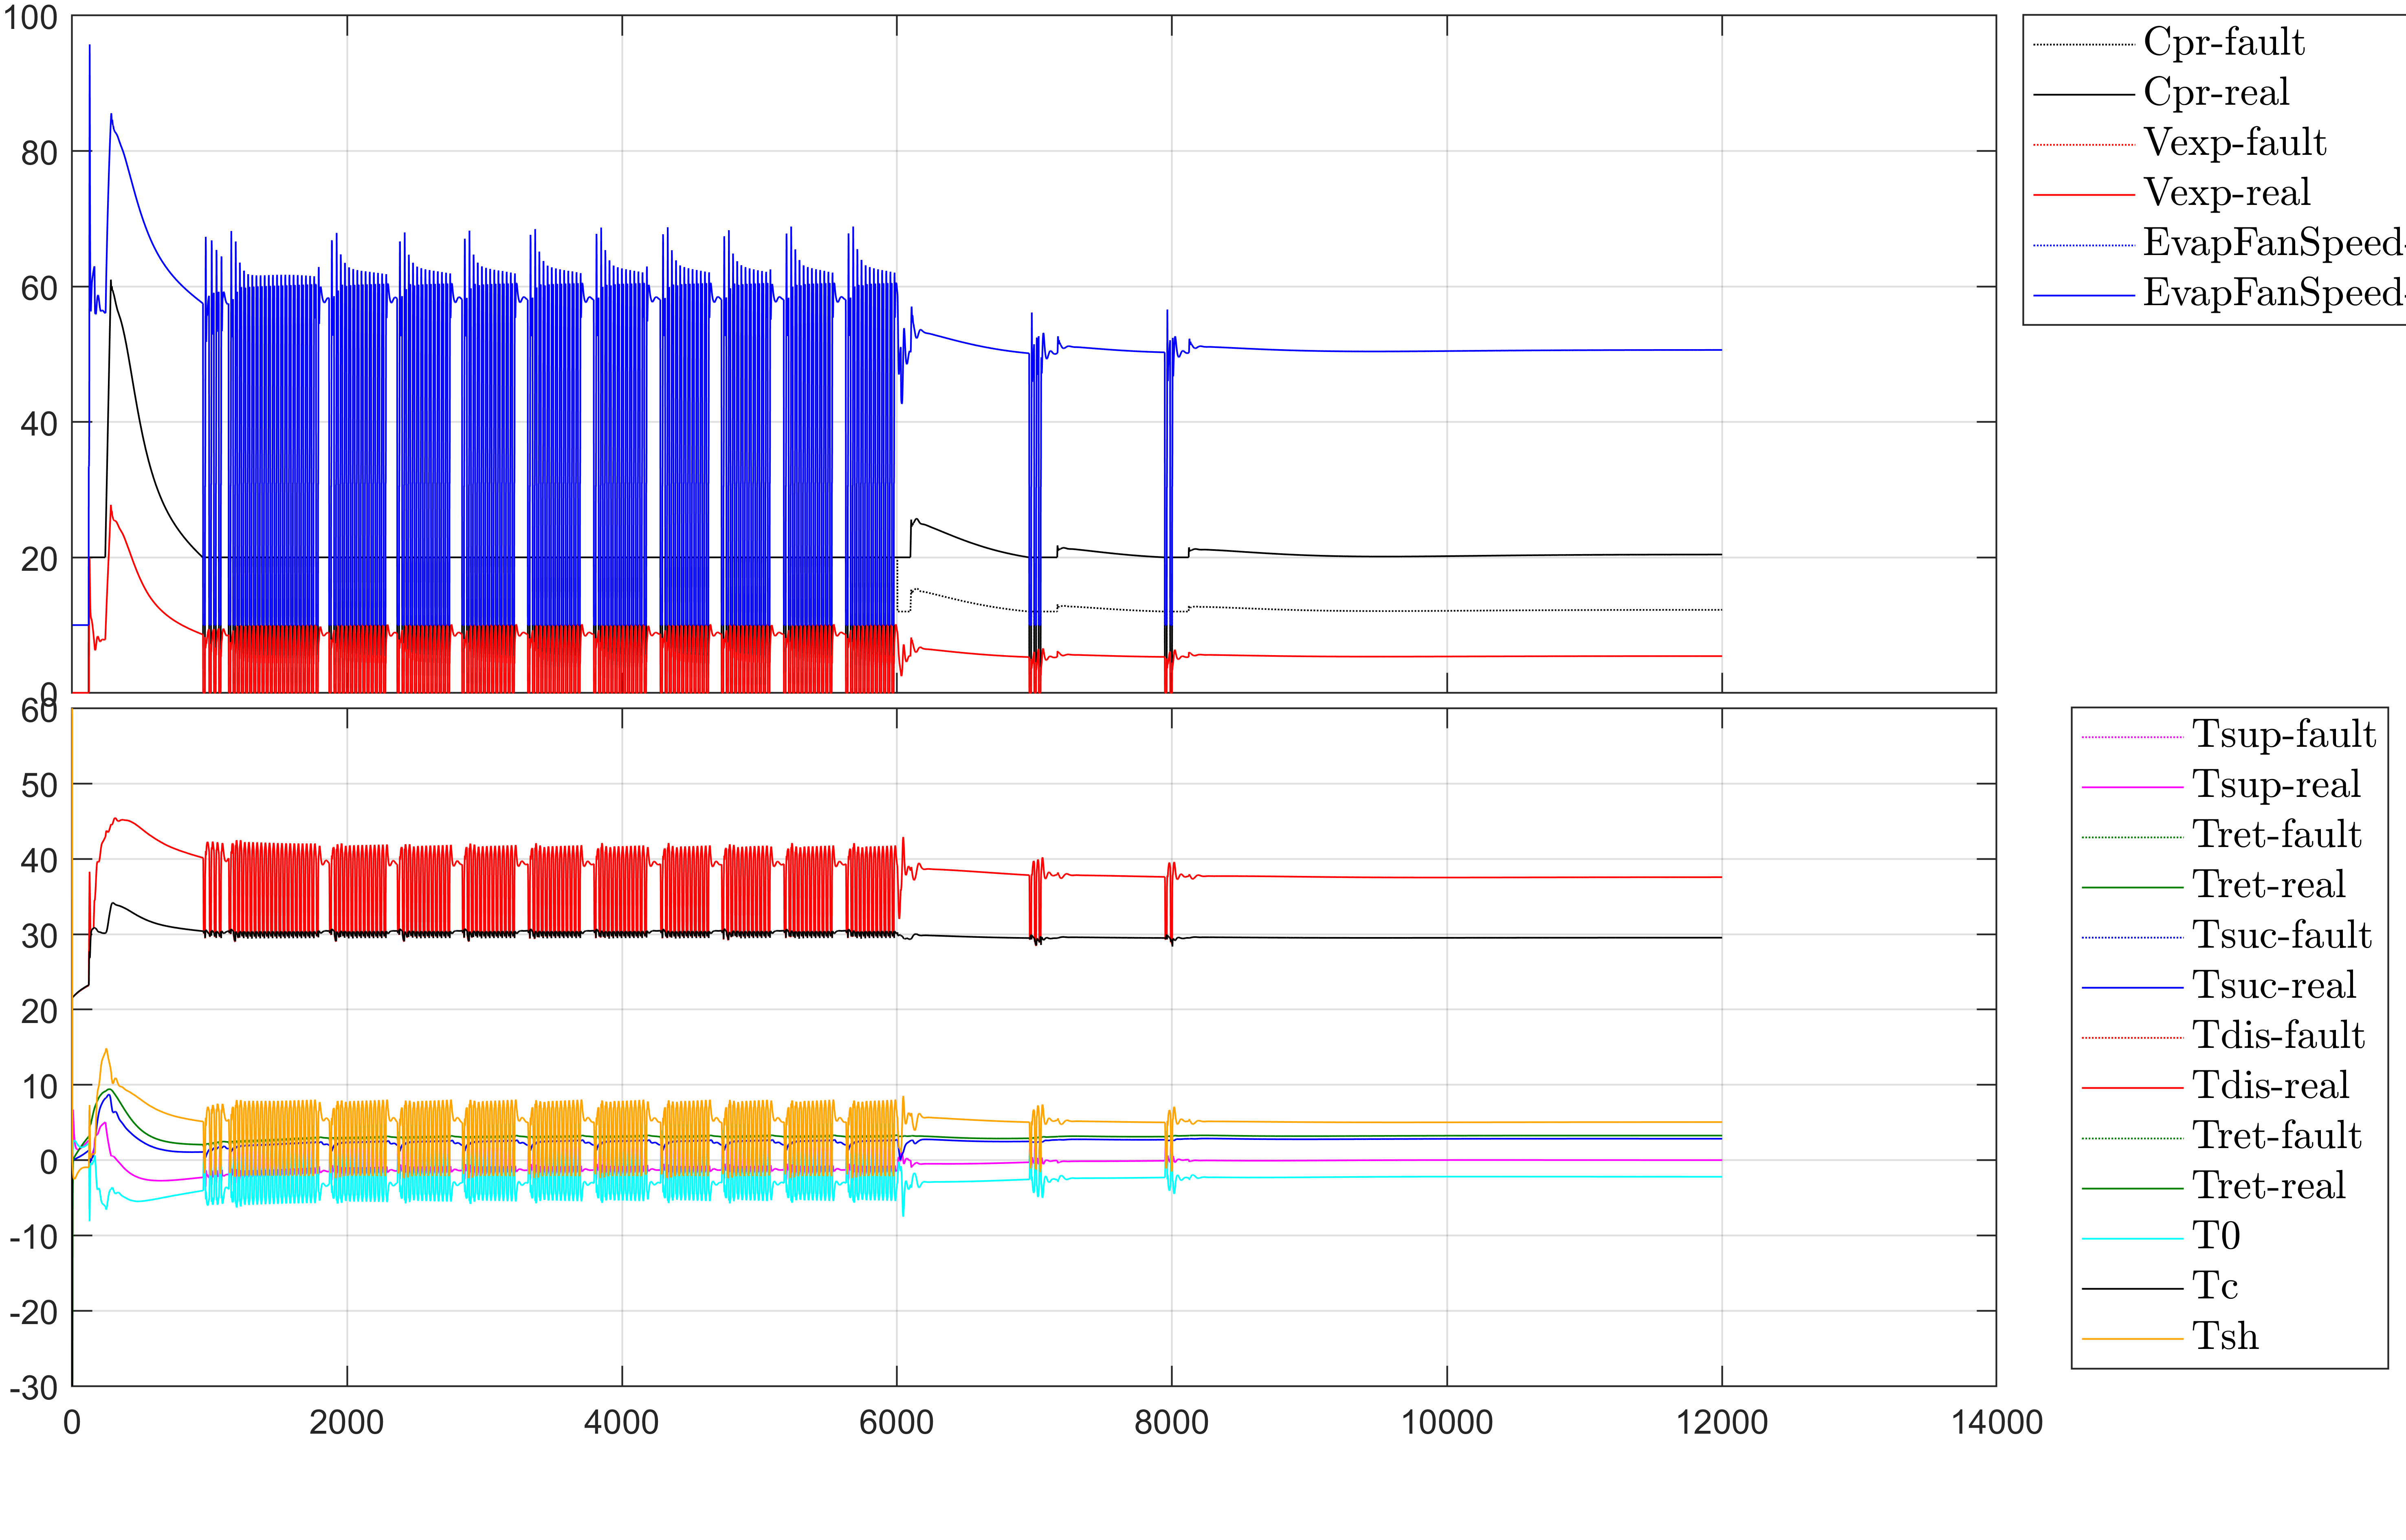 100
80
60
40
20
0
Cpr-fault
Cpr-real
Vexp-fault
Vexp-real
EvapFanSpeed-
EvapFanSpeed-
60
50
40
30
20
10
0
-10
-20
-30
0 2000 4000 6000 8000 10000 12000 14000
Tsup-fault
Tsup-real
Tret-fault
Tret-real
Tsuc-fault
Tsuc-real
Tdis-fault
Tdis-real
Tret-fault
Tret-real
T0
Tc
Tsh